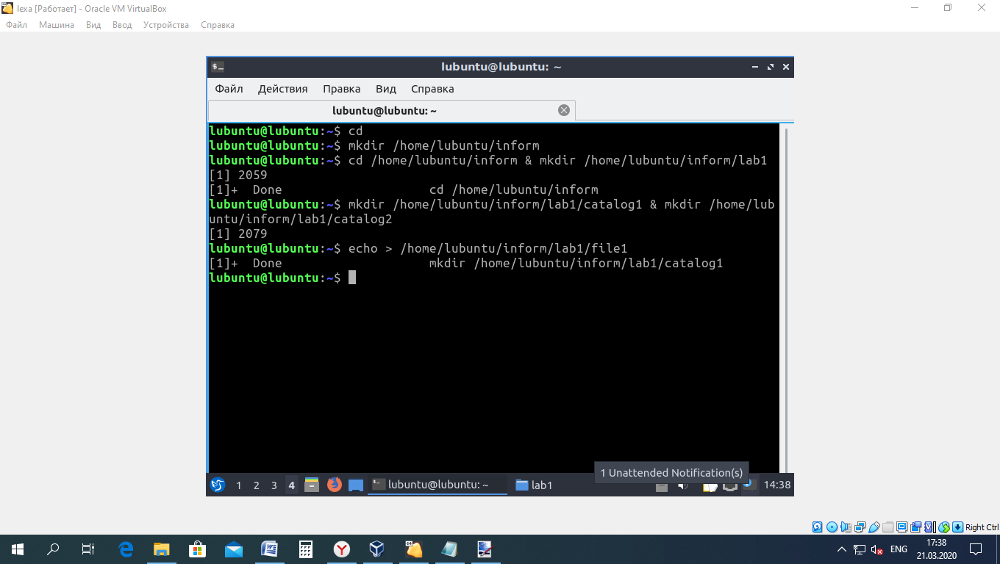 lexa [Работает] - Oracle VM VirtualBox
Файл Машина Вид Ввод Устройства Справка
lubuntu@lubuntu: ~
Файл Действия Правка Вид Справка
lubuntu@lubuntu: ~
lubuntu@lubuntu:~$ cd
lubuntu@lubuntu:~$ mkdir /home/lubuntu/inform
lubuntu@lubuntu:~$ cd /home/lubuntu/inform & mkdir /home/lubuntu/inform/lab1
[1] 2059
[1]+  Done                    cd /home/lubuntu/inform
lubuntu@lubuntu:~$ mkdir /home/lubuntu/inform/lab1/catalog1 & mkdir /home/lub
untu/inform/lab1/catalog2
[1] 2079
lubuntu@lubuntu:~$ echo > /home/lubuntu/inform/lab1/file1
[1]+  Done                    mkdir /home/lubuntu/inform/lab1/catalog1
lubuntu@lubuntu:~$
1 Unattended Notification(s)
1 2 3 4 lubuntu@lubuntu: ~ lab1 14:38
Right Ctrl
ENG 17:38
21.03.2020